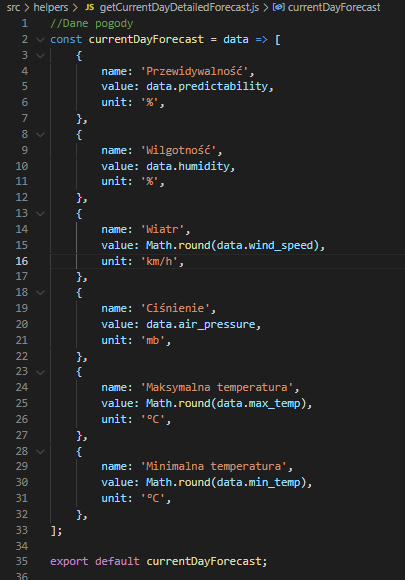 src > helpers > JS getCurrentDayDetailedForecast.js > currentDayForecast
1 //Dane pogody
2 const currentDayForecast = data => [
3 {
4 name: 'Przewidywalność',
5 value: data.predictability,
6 unit: '%',
7 },
8 {
9 name: 'Wilgotność',
10 value: data.humidity,
11 unit: '%',
12 },
13 {
14 name: 'Wiatr',
15 value: Math.round(data.wind_speed),
16 unit: 'km/h',
17 },
18 {
19 name: 'Ciśnienie',
20 value: data.air_pressure,
21 unit: 'mb',
22 },
23 {
24 name: 'Maksymalna temperatura',
25 value: Math.round(data.max_temp),
26 unit: '°C',
27 },
28 {
29 name: 'Minimalna temperatura',
30 value: Math.round(data.min_temp),
31 unit: '°C',
32 },
33 ];
34
35 export default currentDayForecast;
36